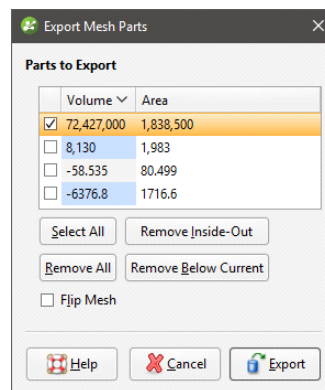 Export Mesh Parts
Parts to Export
Volume Area
72,427,000 1,838,500
8,130 1,983
-58.535 80.499
-6376.8 1716.6
Select All Remove Inside-Out
Remove All Remove Below Current
Flip Mesh
Help Cancel Export